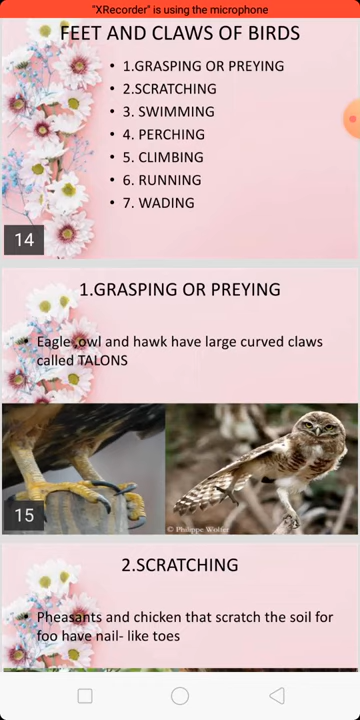 "XRecorder" is using the microphone
FEET AND CLAWS OF BIRDS
• 1.GRASPING OR PREYING
• 2.SCRATCHING
• 3. SWIMMING
• 4. PERCHING
• 5. CLIMBING
• 6. RUNNING
• 7. WADING
14
1.GRASPING OR PREYING
• Eagle ,owl and hawk have large curved claws
called TALONS
15
© Philippe Wolfer
2.SCRATCHING
• Pheasants and chicken that scratch the soil for
foo have nail- like toes